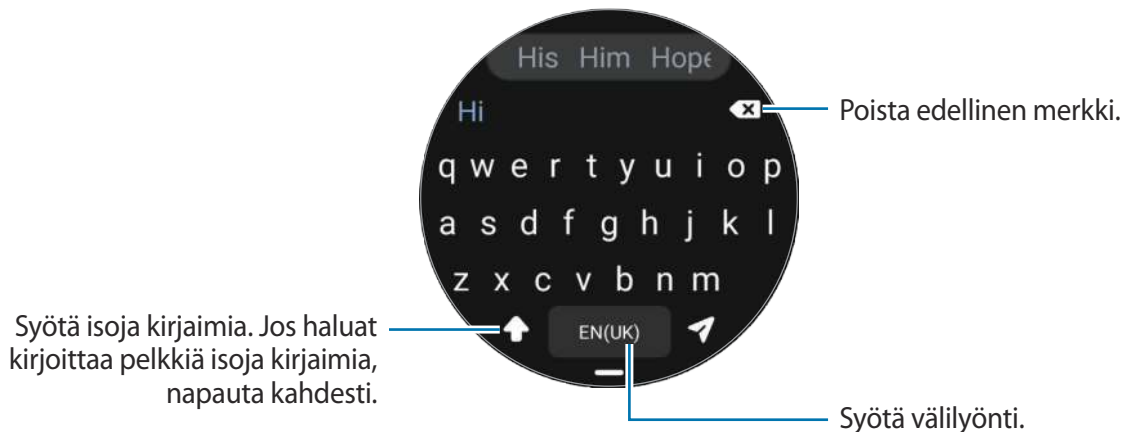 His Him Hope
Hi
Poista edellinen merkki.
q w e r t y u i o p
a s d f g h j k l
z x c v b n m
Syötä isoja kirjaimia. Jos haluat
kirjoittaa pelkkiä isoja kirjaimia,
napauta kahdesti.
EN(UK)
Syötä välilyönti.